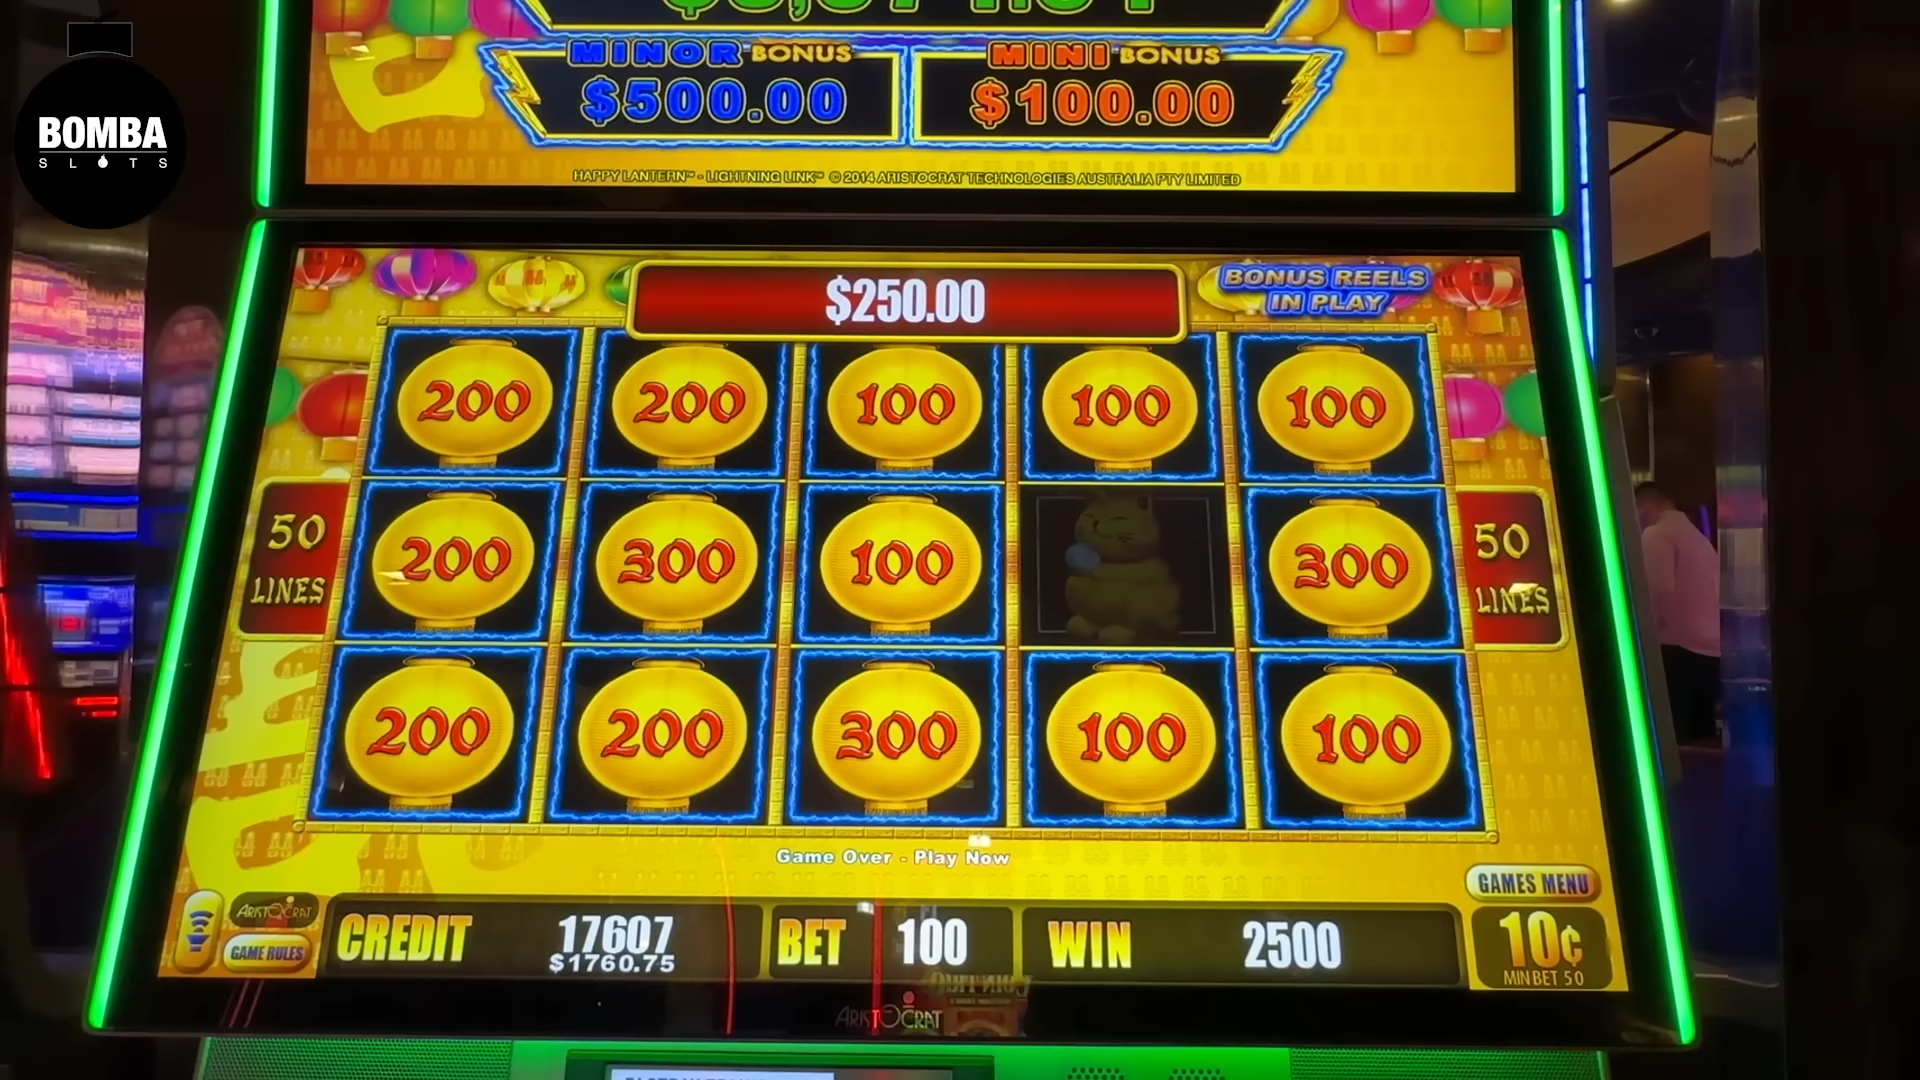 MINOR BONUS
$500.00
MINI BONUS
$100.00
BOMBA
SLOTS
HAPPY LANTERN™ - LIGHTNING LINK™ © 2014 ARISTOCRAT TECHNOLOGIES AUSTRALIA PTY LIMITED
$250.00
BONUS REELS
IN PLAY
200 200 100 100 100
50
LINES
200 300 100 300
50
LINES
200 200 300 100 100
Game Over - Play Now
GAMES MENU
ARISTOCRAT
GAME RULES
CREDIT 17607
$1760.75
BET 100
WIN 2500
10¢
MIN BET 50
ARISTOCRAT